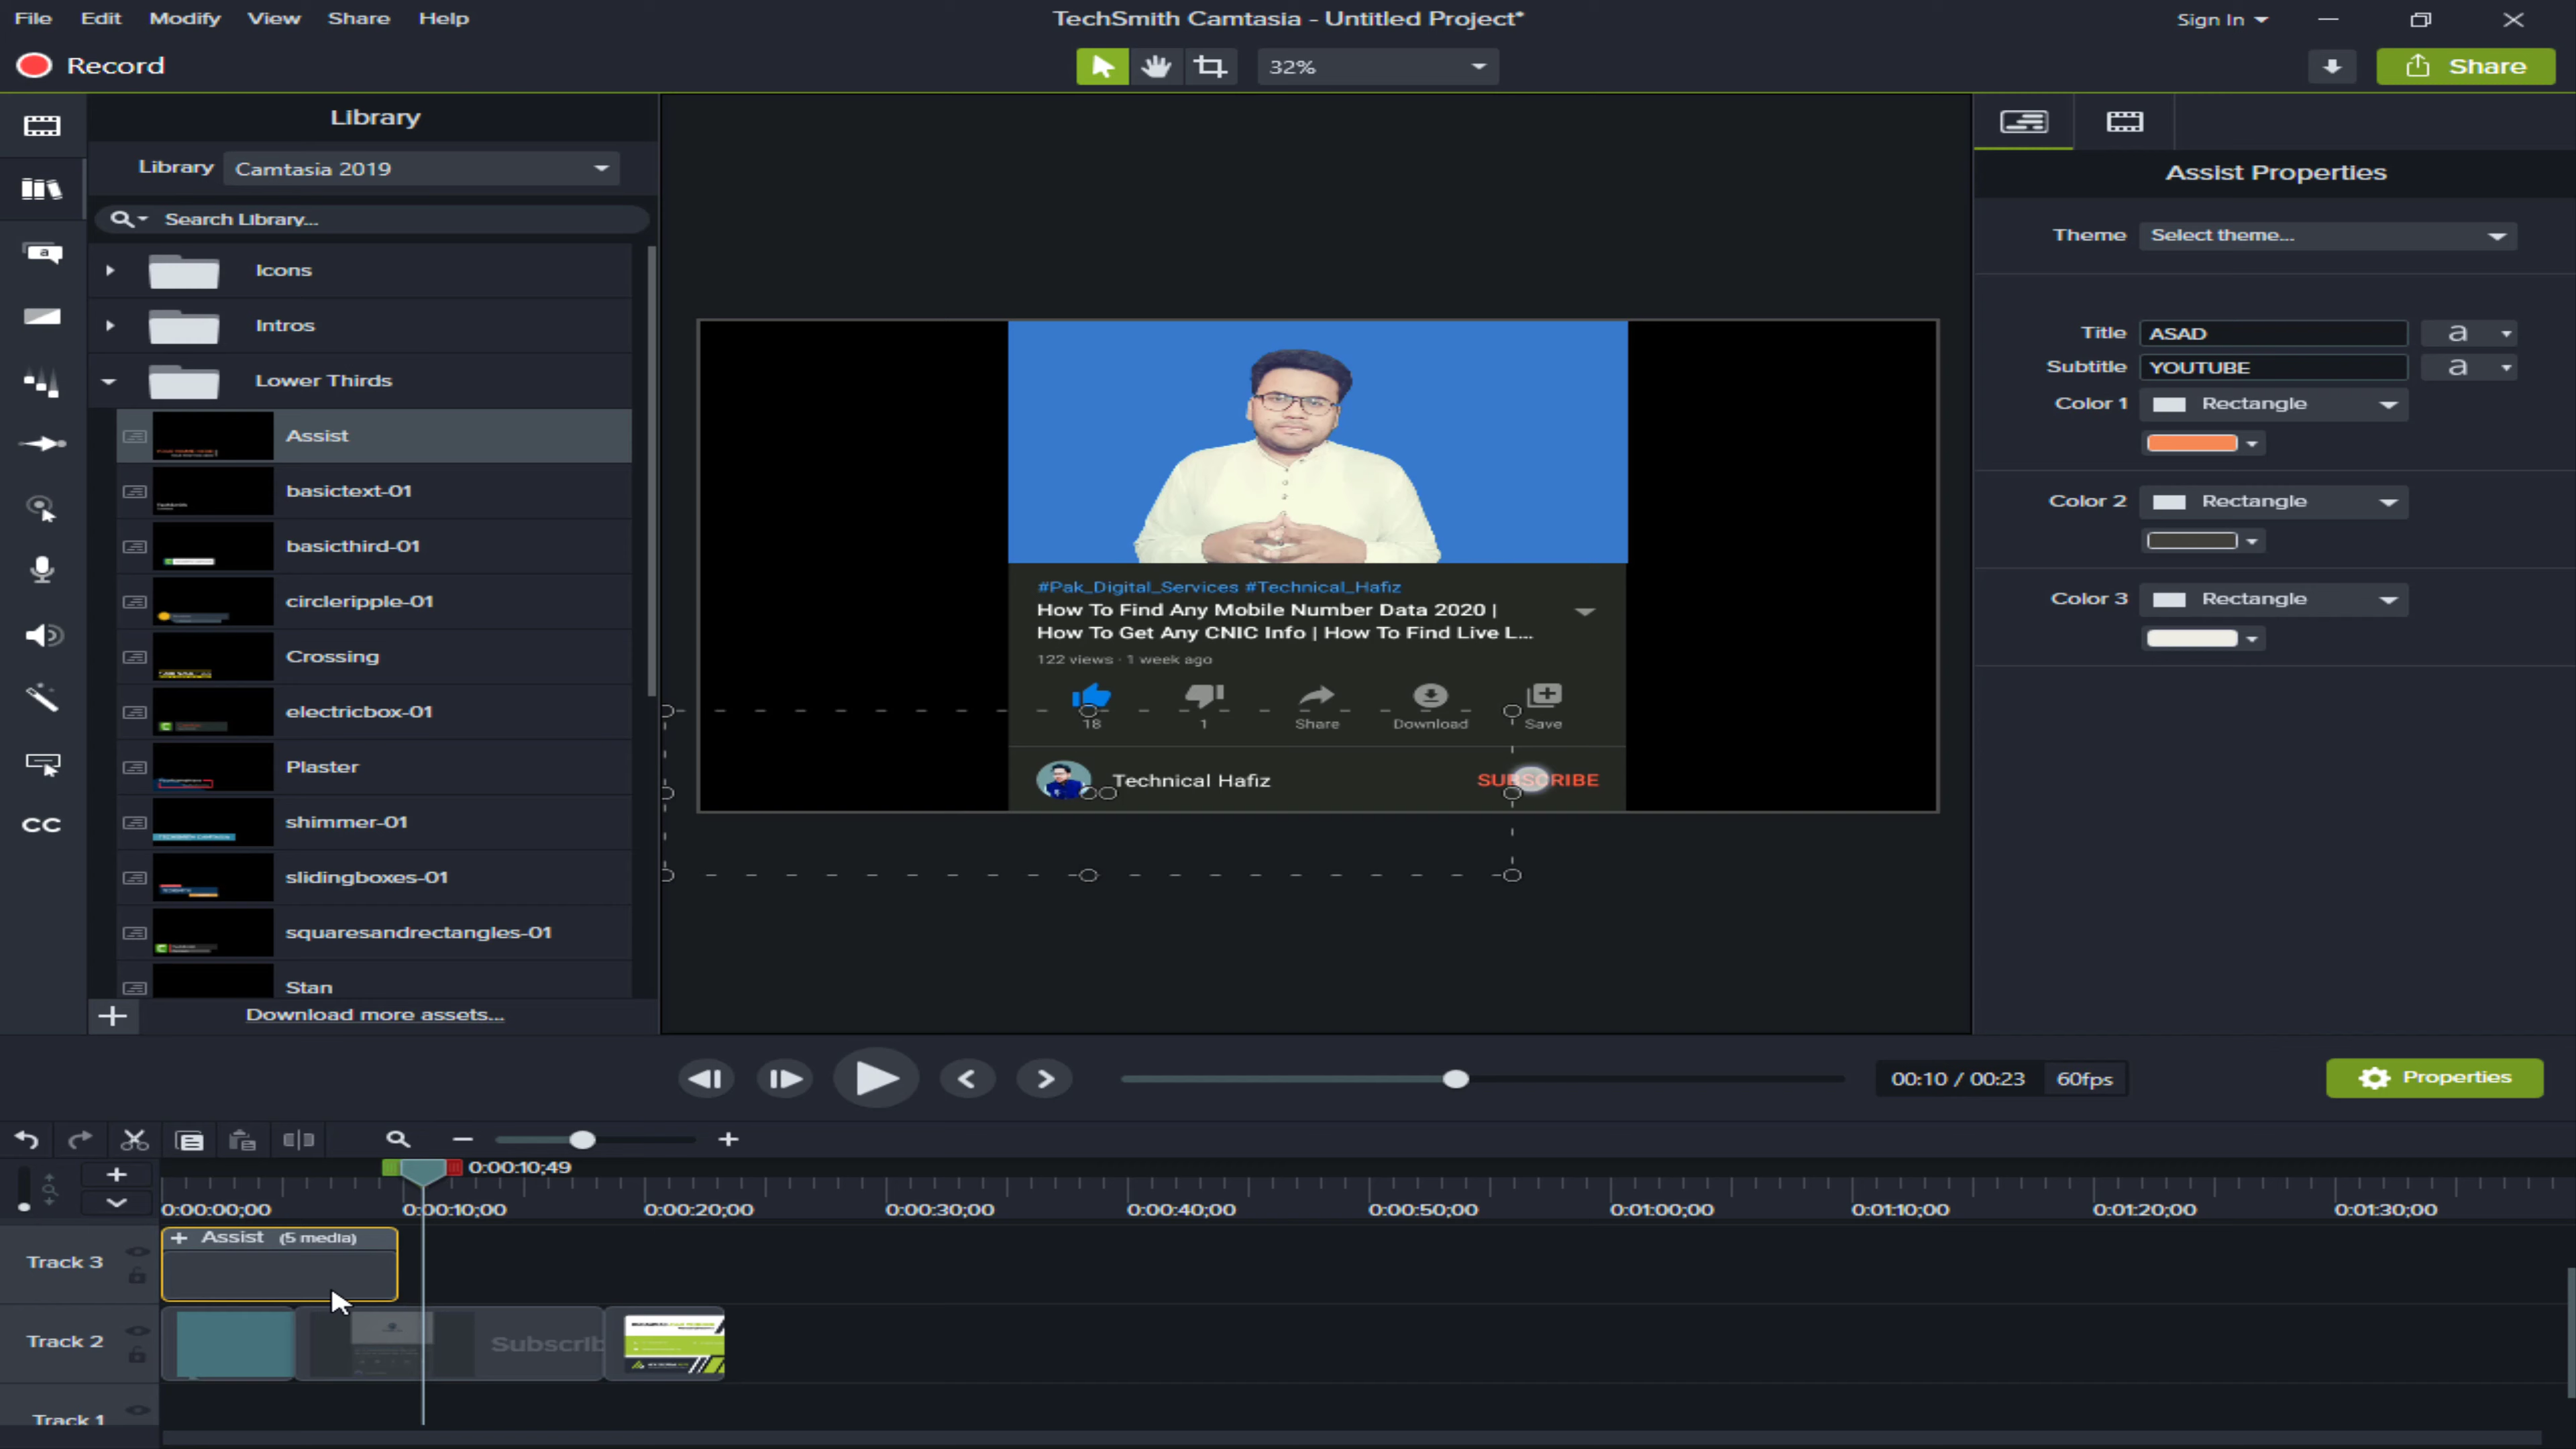 File Edit Modify View Share Help
TechSmith Camtasia - Untitled Project*
Sign In
Record
32%
Share
Library
Library Camtasia 2019
Search Library...
Icons
Intros
Lower Thirds
Assist
basictext-01
basicthird-01
circleripple-01
Crossing
electricbox-01
Plaster
shimmer-01
slidingboxes-01
squaresandrectangles-01
Stan
Download more assets...
CC
#Pak_Digital_Services #Technical_Hafiz
How To Find Any Mobile Number Data 2020 |
How To Get Any CNIC Info | How To Find Live L...
122 views · 1 week ago
18 1 Share Download Save
Technical Hafiz SUBSCRIBE
Assist Properties
Theme Select theme...
Title ASAD a
Subtitle YOUTUBE a
Color 1 Rectangle
Color 2 Rectangle
Color 3 Rectangle
00:10 / 00:23 60fps
Properties
0:00:10;49
0:00:00;00 0:00:10;00 0:00:20;00 0:00:30;00 0:00:40;00 0:00:50;00 0:01:00;00 0:01:10;00 0:01:20;00 0:01:30;00
Track 3
+ Assist (5 media)
Track 2
Subscrib
Track 1